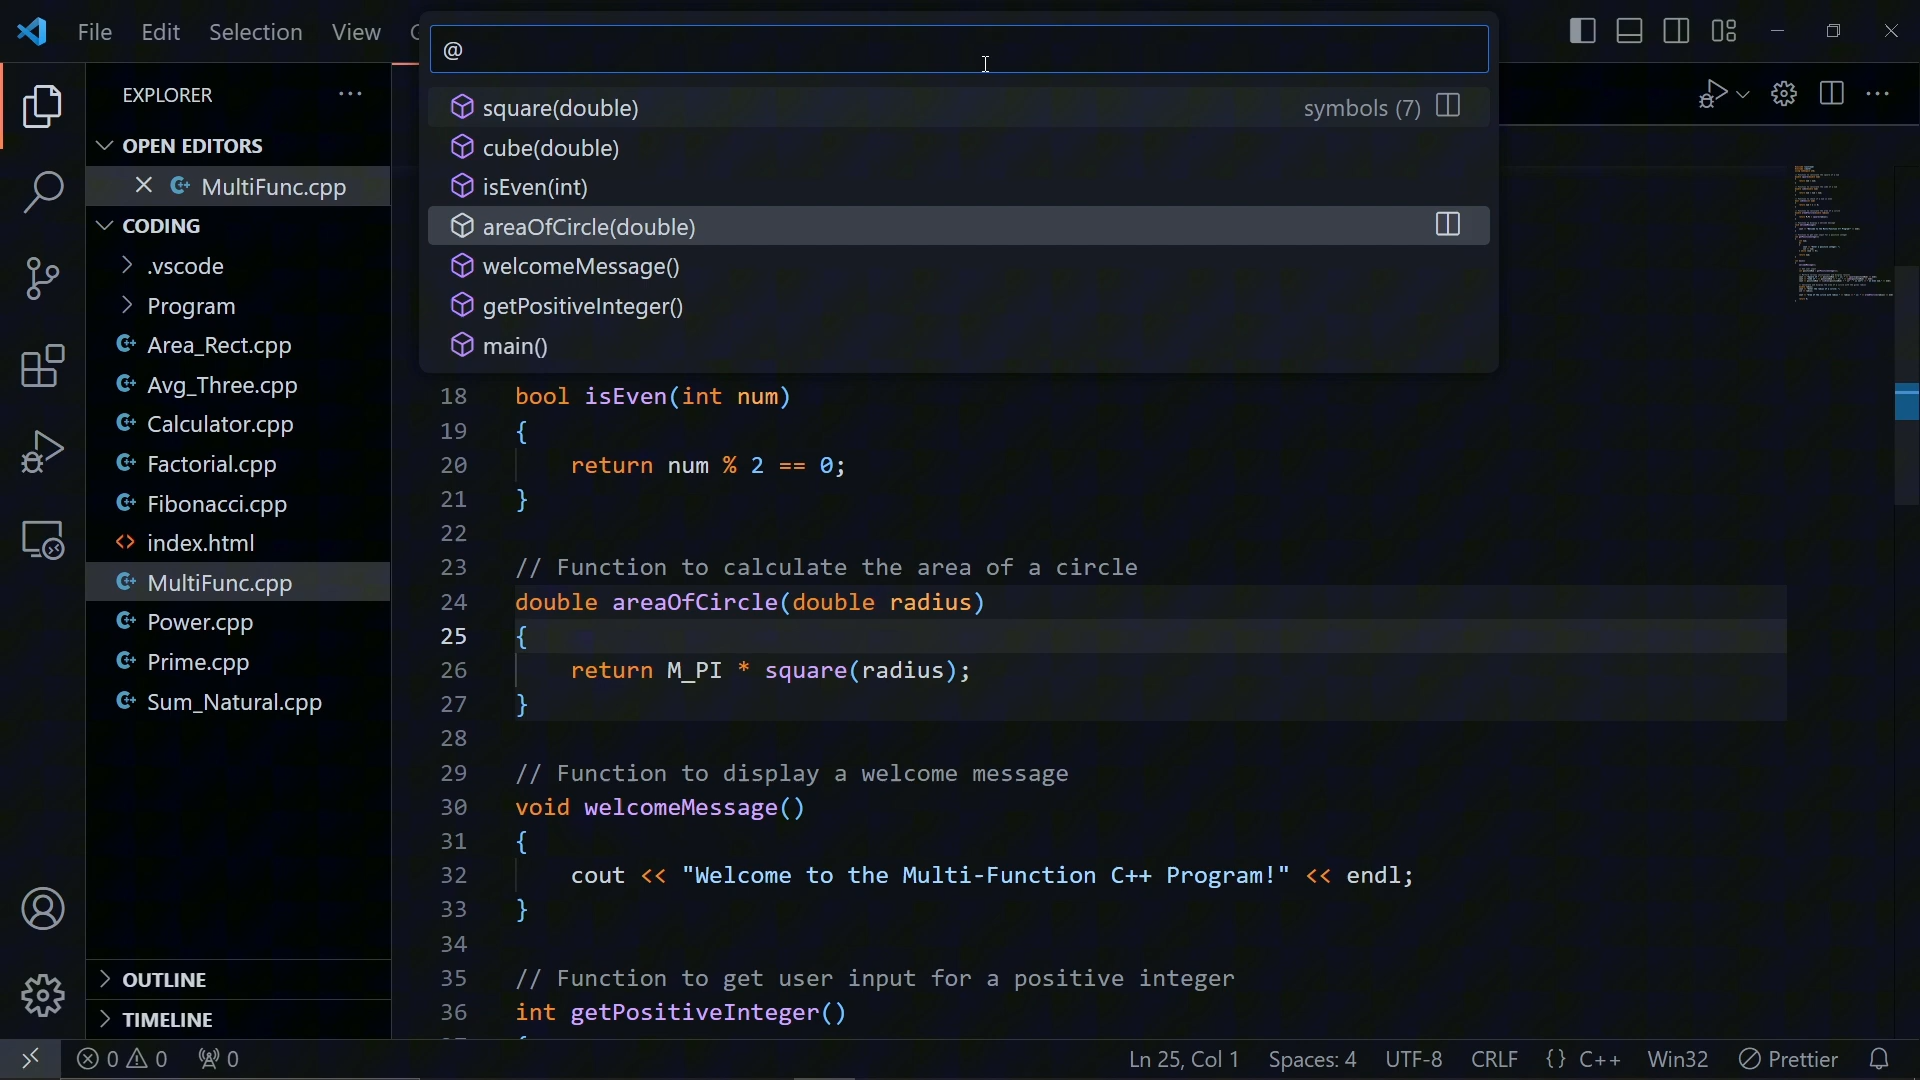 File Edit Selection View
@
EXPLORER
OPEN EDITORS
MultiFunc.cpp
CODING
.vscode
Program
Area_Rect.cpp
Avg_Three.cpp
Calculator.cpp
Factorial.cpp
Fibonacci.cpp
index.html
MultiFunc.cpp
Power.cpp
Prime.cpp
Sum_Natural.cpp
OUTLINE
TIMELINE
square(double) symbols (7)
cube(double)
isEven(int)
areaOfCircle(double)
welcomeMessage()
getPositiveInteger()
main()
18 bool isEven(int num)
19 {
20 return num % 2 == 0;
21 }
22
23 // Function to calculate the area of a circle
24 double areaOfCircle(double radius)
25 {
26 return M_PI * square(radius);
27 }
28
29 // Function to display a welcome message
30 void welcomeMessage()
31 {
32 cout << "Welcome to the Multi-Function C++ Program!" << endl;
33 }
34
35 // Function to get user input for a positive integer
36 int getPositiveInteger()
0 0 0 Ln 25, Col 1 Spaces: 4 UTF-8 CRLF {} C++ Win32 Prettier